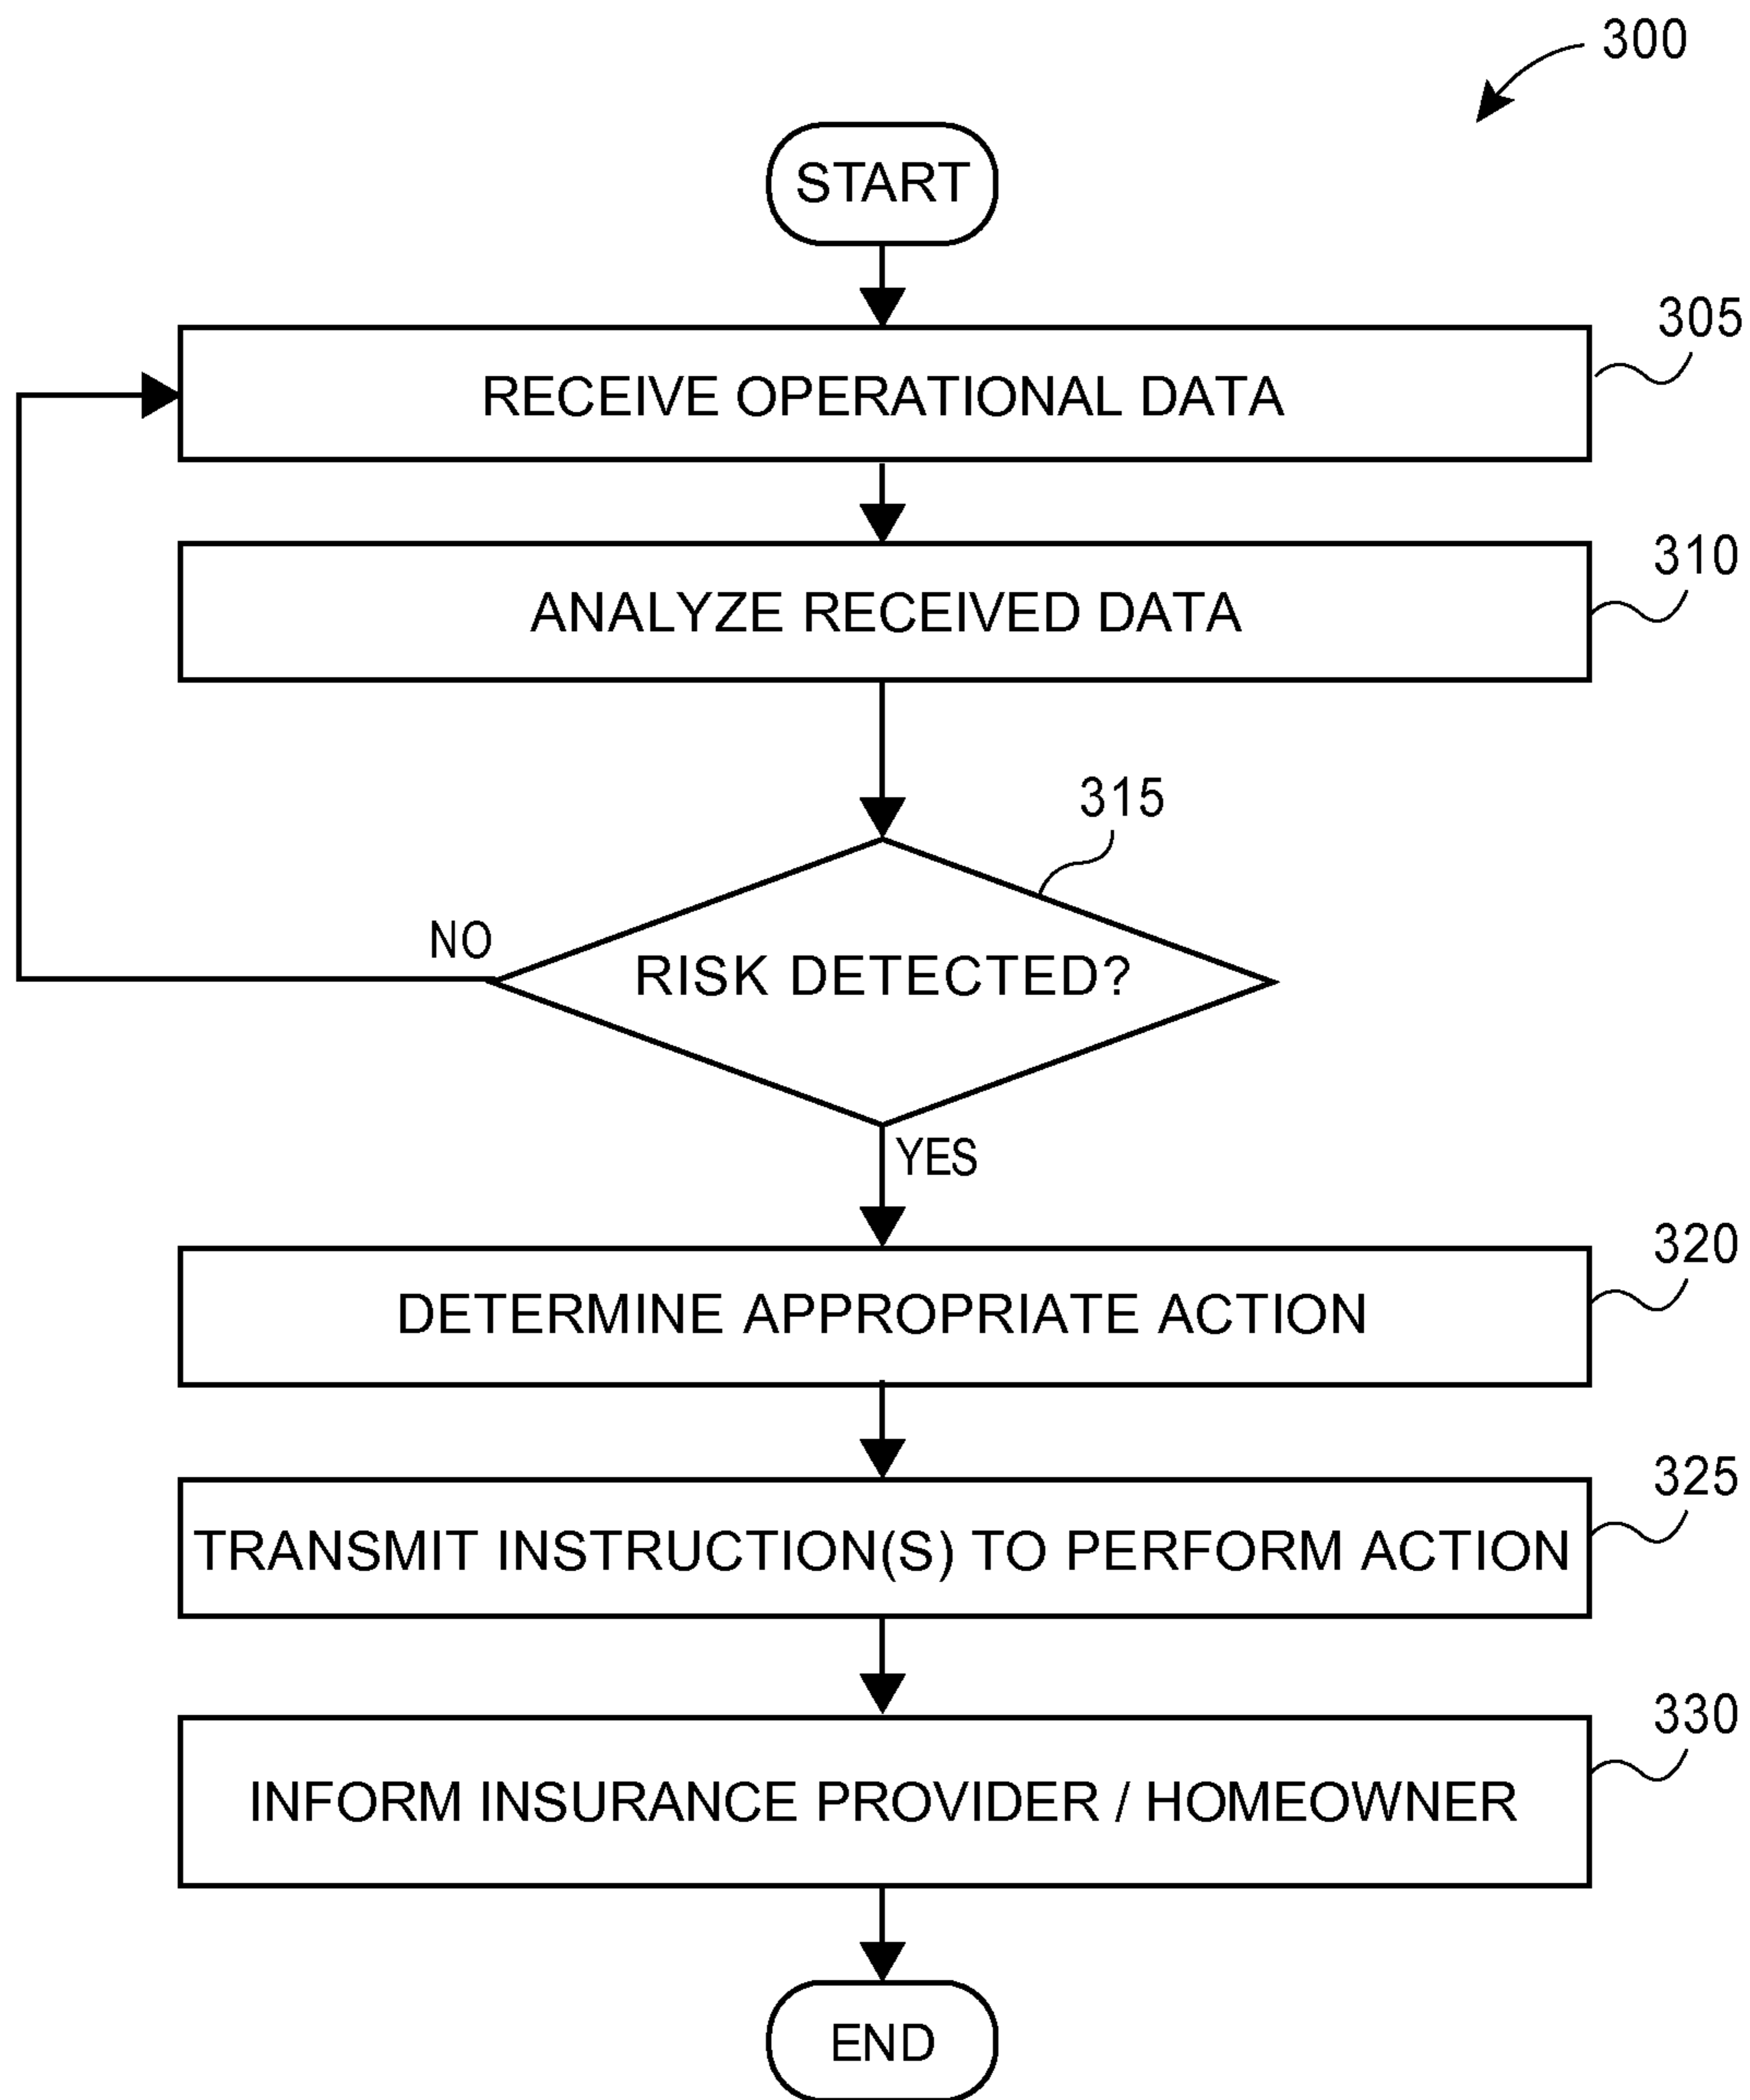 300
START
305
RECEIVE OPERATIONAL DATA
310
ANALYZE RECEIVED DATA
315
NO
RISK DETECTED?
YES
320
DETERMINE APPROPRIATE ACTION
325
TRANSMIT INSTRUCTION(S) TO PERFORM ACTION
330
INFORM INSURANCE PROVIDER / HOMEOWNER
END